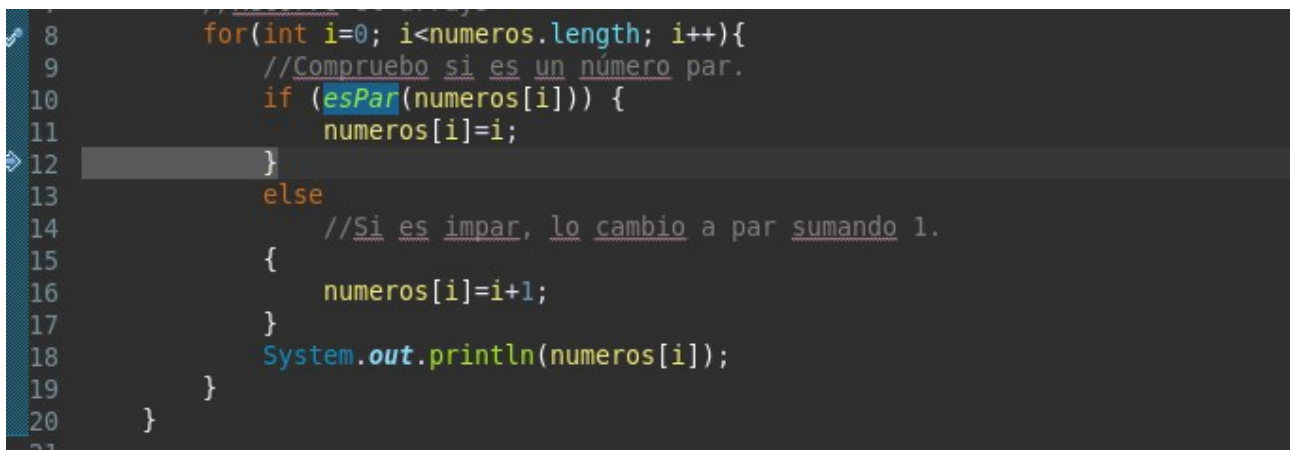 8 for(int i=0; i<numeros.length; i++){
9 //Compruebo si es un número par.
10 if (esPar(numeros[i])) {
11 numeros[i]=i;
12 }
13 else
14 //Si es impar, lo cambio a par sumando 1.
15 {
16 numeros[i]=i+1;
17 }
18 System.out.println(numeros[i]);
19 }
20 }